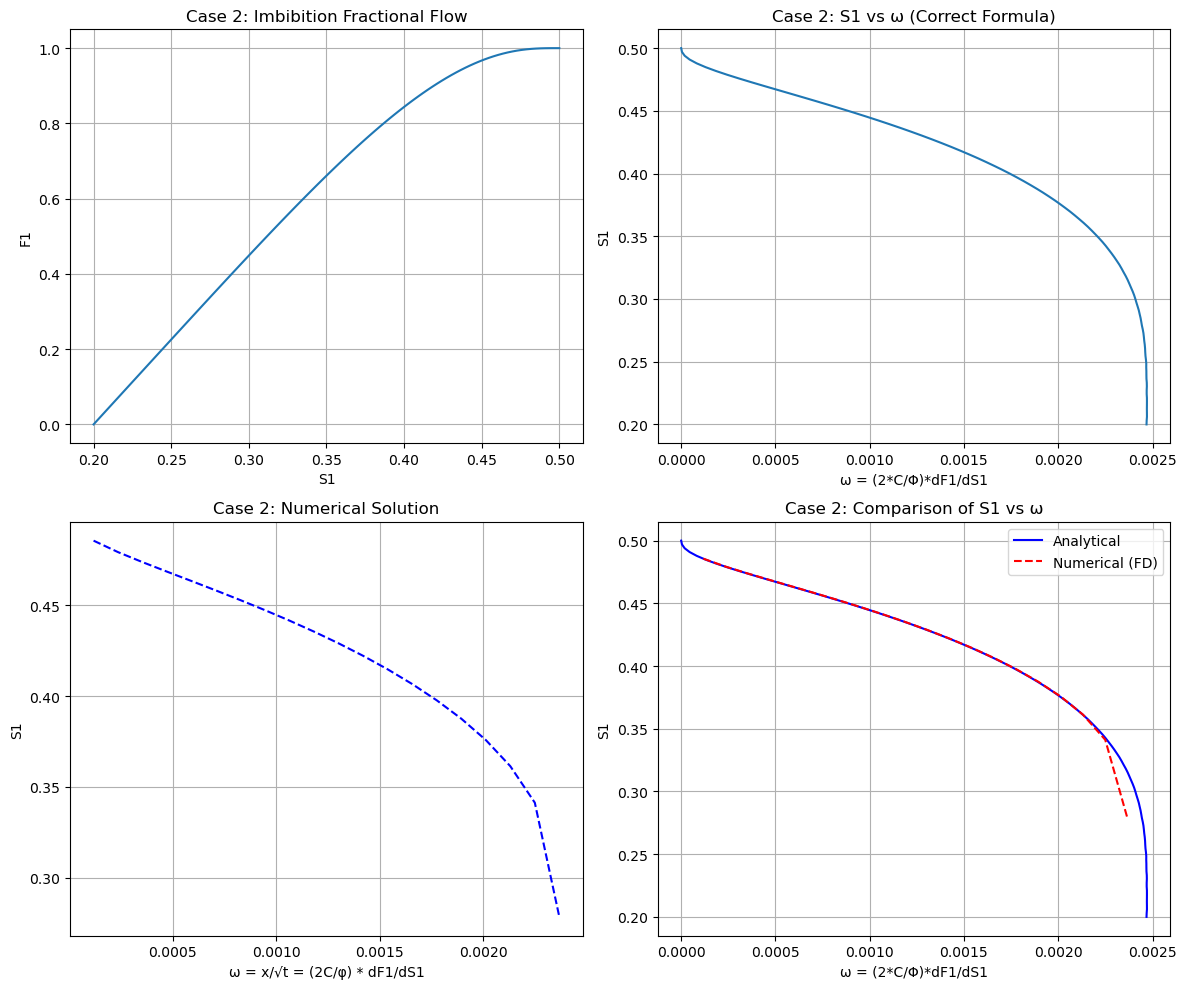 Case 2: Imbibition Fractional Flow
1.0
0.8
0.6
0.4
0.2
0.0
F1
0.20 0.25 0.30 0.35 0.40 0.45 0.50
S1
Case 2: S1 vs ω (Correct Formula)
0.50
0.45
0.40
0.35
0.30
0.25
0.20
S1
0.0000 0.0005 0.0010 0.0015 0.0020 0.0025
ω = (2*C/Φ)*dF1/dS1
Case 2: Numerical Solution
0.45
0.40
0.35
0.30
S1
0.0005 0.0010 0.0015 0.0020
ω = x/√t = (2C/φ) * dF1/dS1
Case 2: Comparison of S1 vs ω
Analytical
Numerical (FD)
0.50
0.45
0.40
0.35
0.30
0.25
0.20
S1
0.0000 0.0005 0.0010 0.0015 0.0020 0.0025
ω = (2*C/Φ)*dF1/dS1